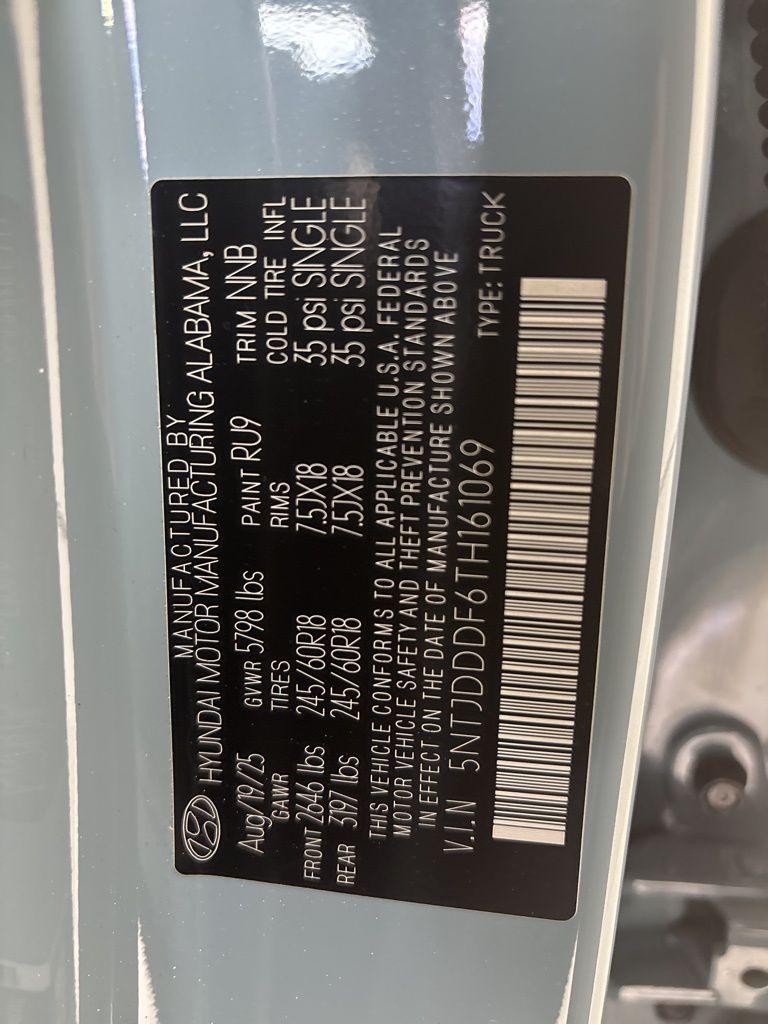 MANUFACTURED BY
HYUNDAI MOTOR MANUFACTURING ALABAMA, LLC
Aug/19/25 GVWR 5798 lbs PAINT RU9 TRIM NNB
GAWR TIRES RIMS COLD TIRE INFL
FRONT 2646 lbs 245/60R18 7.5JX18 35 psi SINGLE
REAR 3197 lbs 245/60R18 7.5JX18 35 psi SINGLE
THIS VEHICLE CONFORMS TO ALL APPLICABLE U.S.A. FEDERAL
MOTOR VEHICLE SAFETY AND THEFT PREVENTION STANDARDS
IN EFFECT ON THE DATE OF MANUFACTURE SHOWN ABOVE
V.I.N 5NTJDDDF6TH161069 TYPE: TRUCK